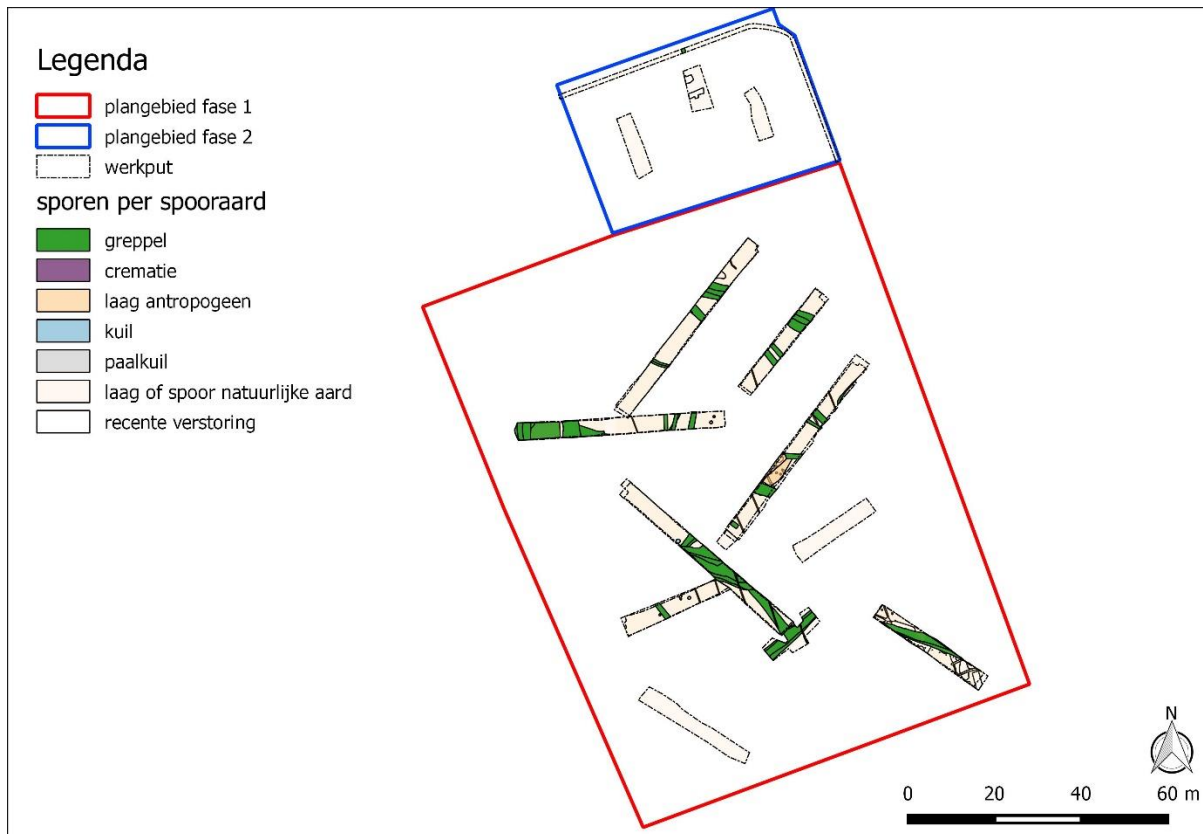 Legenda
plangebied fase 1
plangebied fase 2
werkput
sporen per spooraard
greppel
crematie
laag antropogeen
kuil
paalkuil
laag of spoor natuurlijke aard
recente verstoring
N
0 20 40 60 m